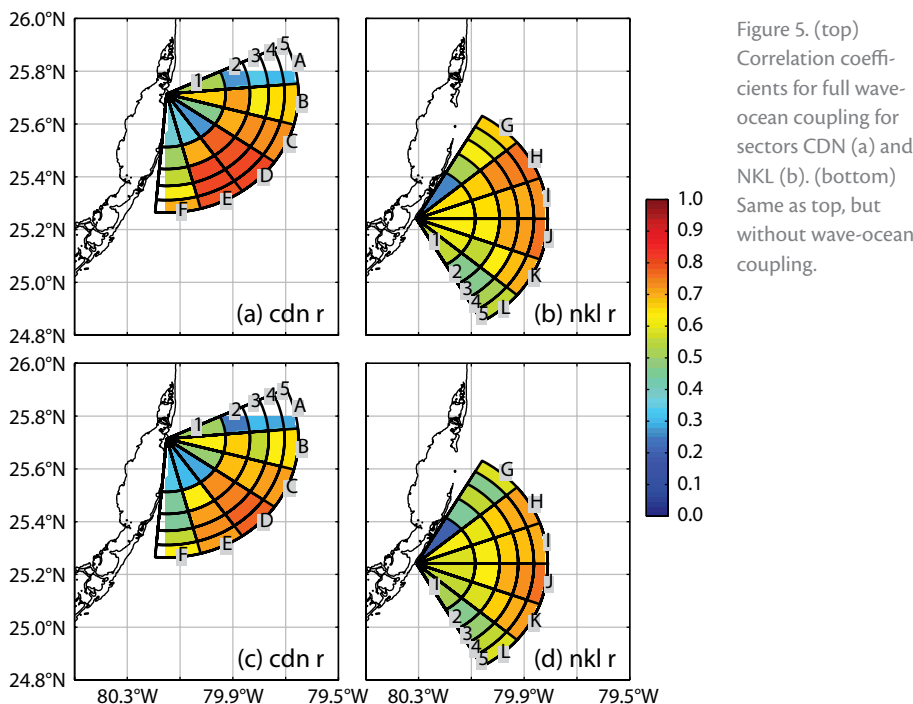 26.0°N
25.8°N
25.6°N
25.4°N
25.2°N
25.0°N
24.8°N
1 2 3 4 5
A
B
C
D
E
F
(a) cdn r
G
H
I
J
K
L
1
2
3
4
5
(b) nkl r
Figure 5. (top)
Correlation coeffi-
cients for full wave-
ocean coupling for
sectors CDN (a) and
NKL (b). (bottom)
Same as top, but
without wave-ocean
coupling.
1.0
0.9
0.8
0.7
0.6
0.5
0.4
0.3
0.2
0.1
0.0
26.0°N
25.8°N
25.6°N
25.4°N
25.2°N
25.0°N
24.8°N
1 2 3 4 5
A
B
C
D
E
F
(c) cdn r
G
H
I
J
K
L
1
2
3
4
5
(d) nkl r
80.3°W 79.9°W 79.5°W
80.3°W 79.9°W 79.5°W